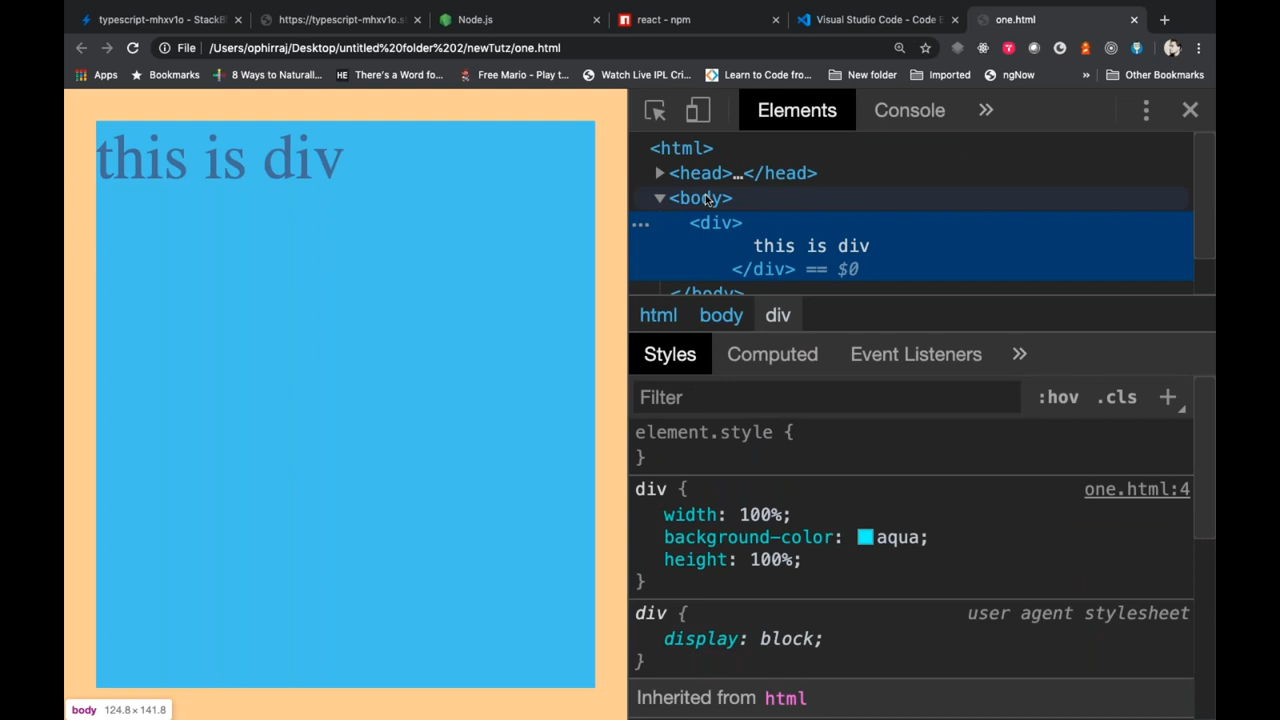 typescript-mhxv1o - StackBl
https://typescript-mhxv1o.s
Node.js
react - npm
Visual Studio Code - Code E
one.html
File
/Users/ophirraj/Desktop/untitled%20folder%202/newTutz/one.html
Apps
Bookmarks
8 Ways to Naturall...
HE There's a Word fo...
Free Mario - Play t...
Watch Live IPL Cri...
Learn to Code fro...
New folder
Imported
ngNow
»
Other Bookmarks
this is div
Elements
Console
»
<html>
<head>…</head>
<body>
<div>
this is div
</div> == $0
</body>
html
body
div
Styles
Computed
Event Listeners
»
Filter
:hov
.cls
+
element.style {
}
div {
one.html:4
width: 100%;
background-color: aqua;
height: 100%;
}
div {
user agent stylesheet
display: block;
}
Inherited from html
body 124.8 × 141.8